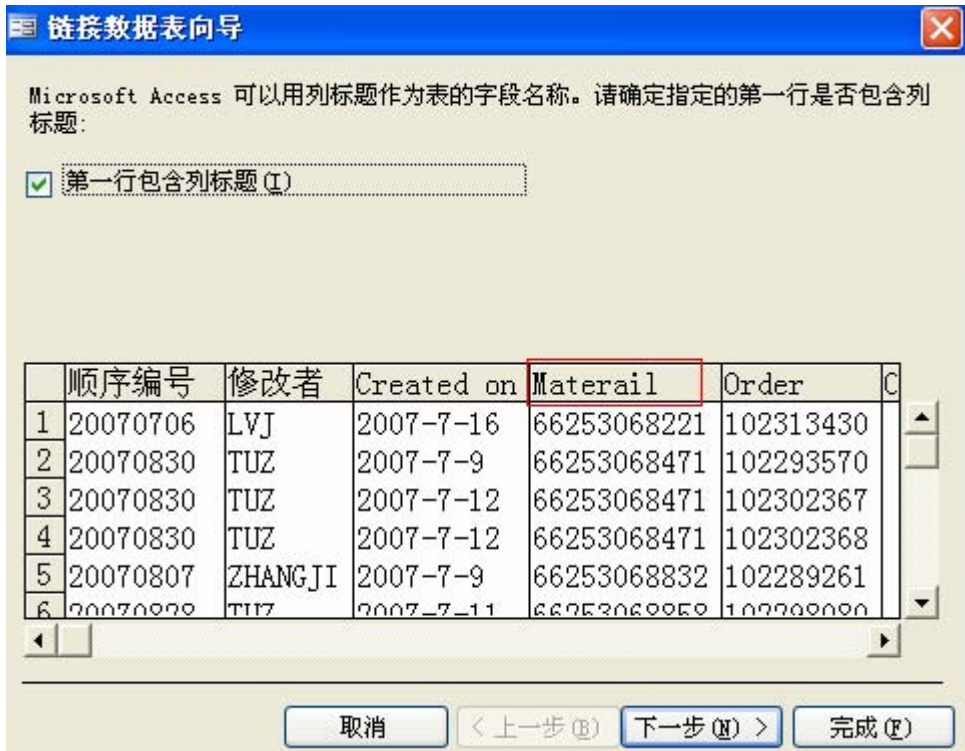 链接数据表向导
Microsoft Access 可以用列标题作为表的字段名称。请确定指定的第一行是否包含列
标题:
第一行包含列标题(I)
顺序编号 修改者 Created on Materail Order C
1 20070706 LVJ 2007-7-16 66253068221 102313430
2 20070830 TUZ 2007-7-9 66253068471 102293570
3 20070830 TUZ 2007-7-12 66253068471 102302367
4 20070830 TUZ 2007-7-12 66253068471 102302368
5 20070807 ZHANGJI 2007-7-9 66253068832 102289261
6 TUZ 2007-7-11
取消 < 上一步(B) 下一步(N) > 完成(F)